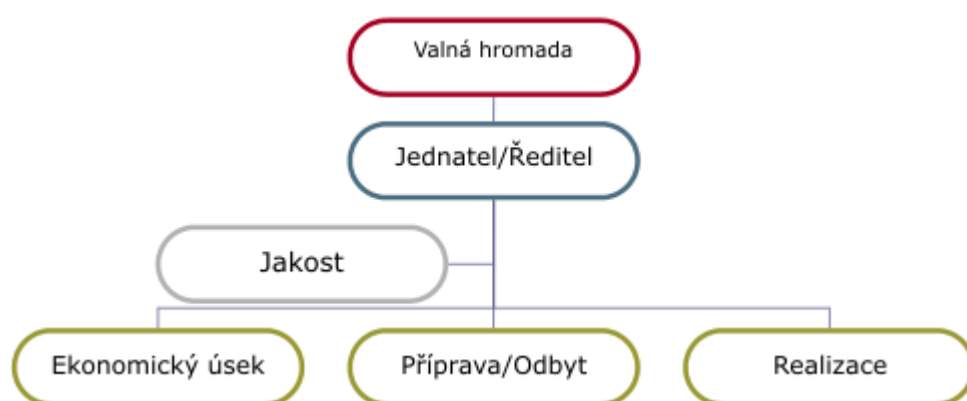 Valná hromada
Jednatel/Ředitel
Jakost
Ekonomický úsek
Příprava/Odbyt
Realizace